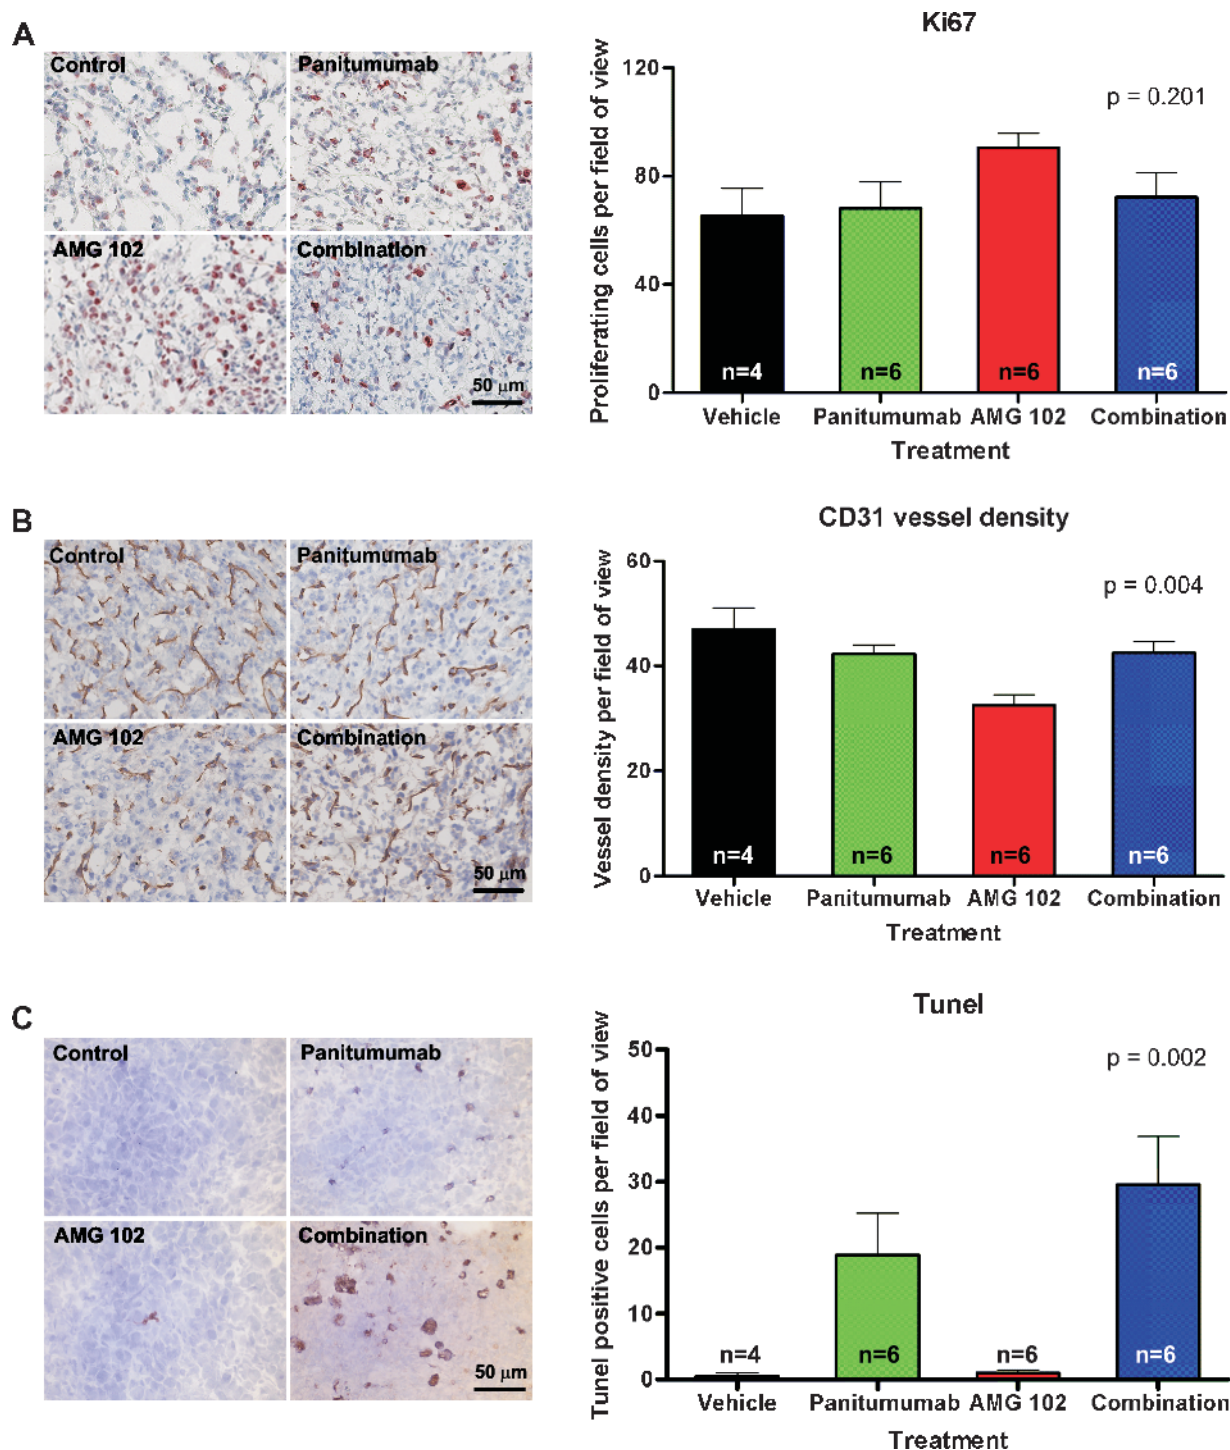 A
Control
Panitumumab
AMG 102
Combination
50 μm
Ki67
Proliferating cells per field of view
120
80
40
0
p = 0.201
n=4
n=6
n=6
n=6
Vehicle
Panitumumab
AMG 102
Combination
Treatment
B
Control
Panitumumab
AMG 102
Combination
50 μm
CD31 vessel density
Vessel density per field of view
60
40
20
0
p = 0.004
n=4
n=6
n=6
n=6
Vehicle
Panitumumab
AMG 102
Combination
Treatment
C
Control
Panitumumab
AMG 102
Combination
50 μm
Tunel
Tunel positive cells per field of view
50
40
30
20
10
0
p = 0.002
n=4
n=6
n=6
n=6
Vehicle
Panitumumab
AMG 102
Combination
Treatment